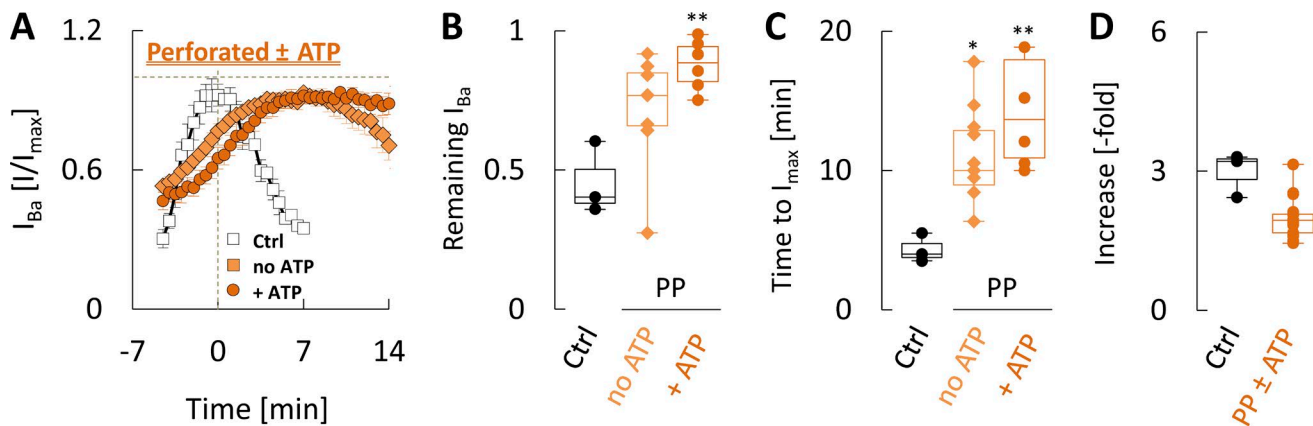 A
Perforated ± ATP
I_Ba [I/I_max]
1.2
0.6
0
-7
0
7
14
Time [min]
Ctrl
no ATP
+ ATP
B
Remaining I_Ba
1
0.5
0
**
PP
Ctrl
no ATP
+ ATP
C
Time to I_max [min]
20
10
0
*
**
PP
Ctrl
no ATP
+ ATP
D
Increase [-fold]
6
3
0
Ctrl
PP ± ATP